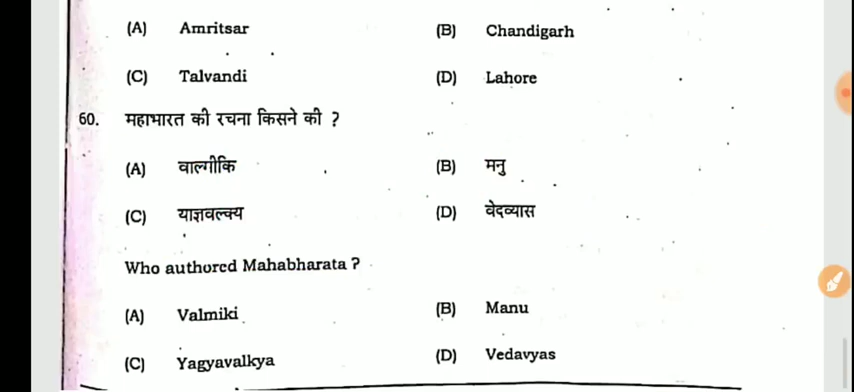 (A) Amritsar (B) Chandigarh
(C) Talvandi (D) Lahore
60. महाभारत की रचना किसने की ?
(A) वाल्मीकि (B) मनु
(C) याज्ञवल्क्य (D) वेदव्यास
Who authored Mahabharata ?
(A) Valmiki (B) Manu
(C) Yagyavalkya (D) Vedavyas